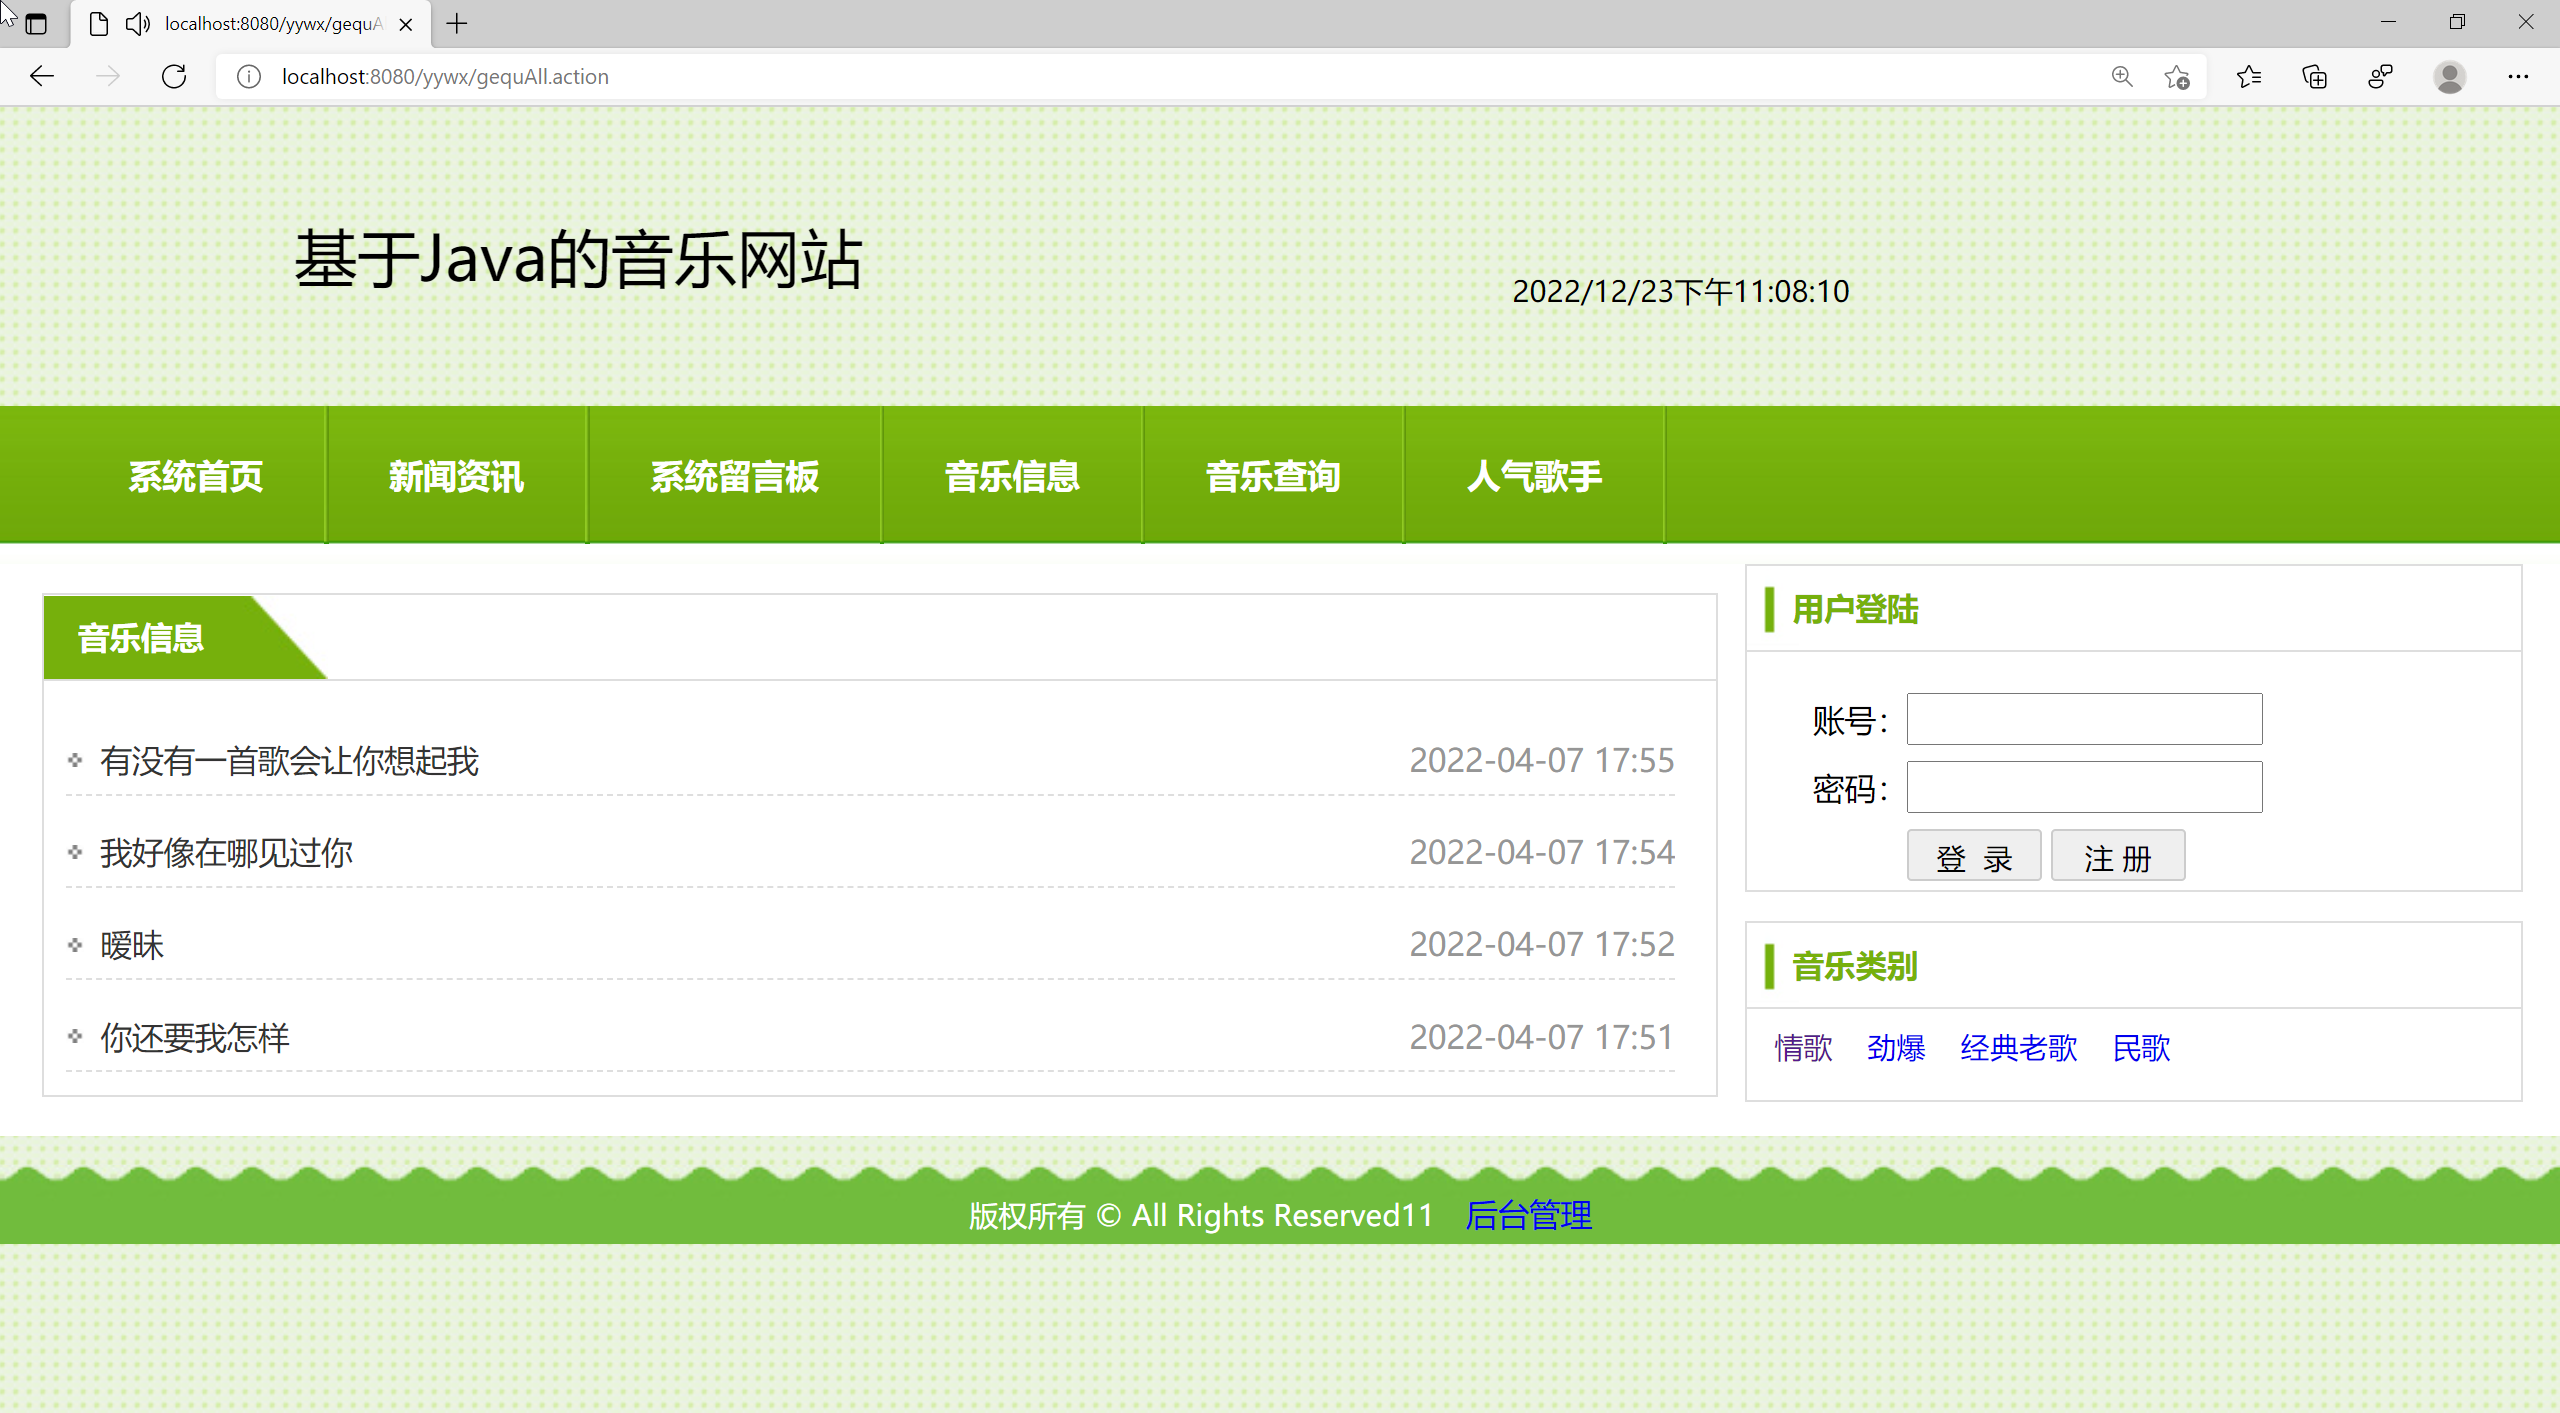 localhost:8080/yywx/gequA
localhost:8080/yywx/gequAll.action
基于Java的音乐网站
2022/12/23下午11:08:10
系统首页 新闻资讯 系统留言板 音乐信息 音乐查询 人气歌手
音乐信息
有没有一首歌会让你想起我 2022-04-07 17:55
我好像在哪见过你 2022-04-07 17:54
暧昧 2022-04-07 17:52
你还要我怎样 2022-04-07 17:51
用户登陆
账号：
密码：
登 录 注 册
音乐类别
情歌 劲爆 经典老歌 民歌
版权所有 © All Rights Reserved11 后台管理